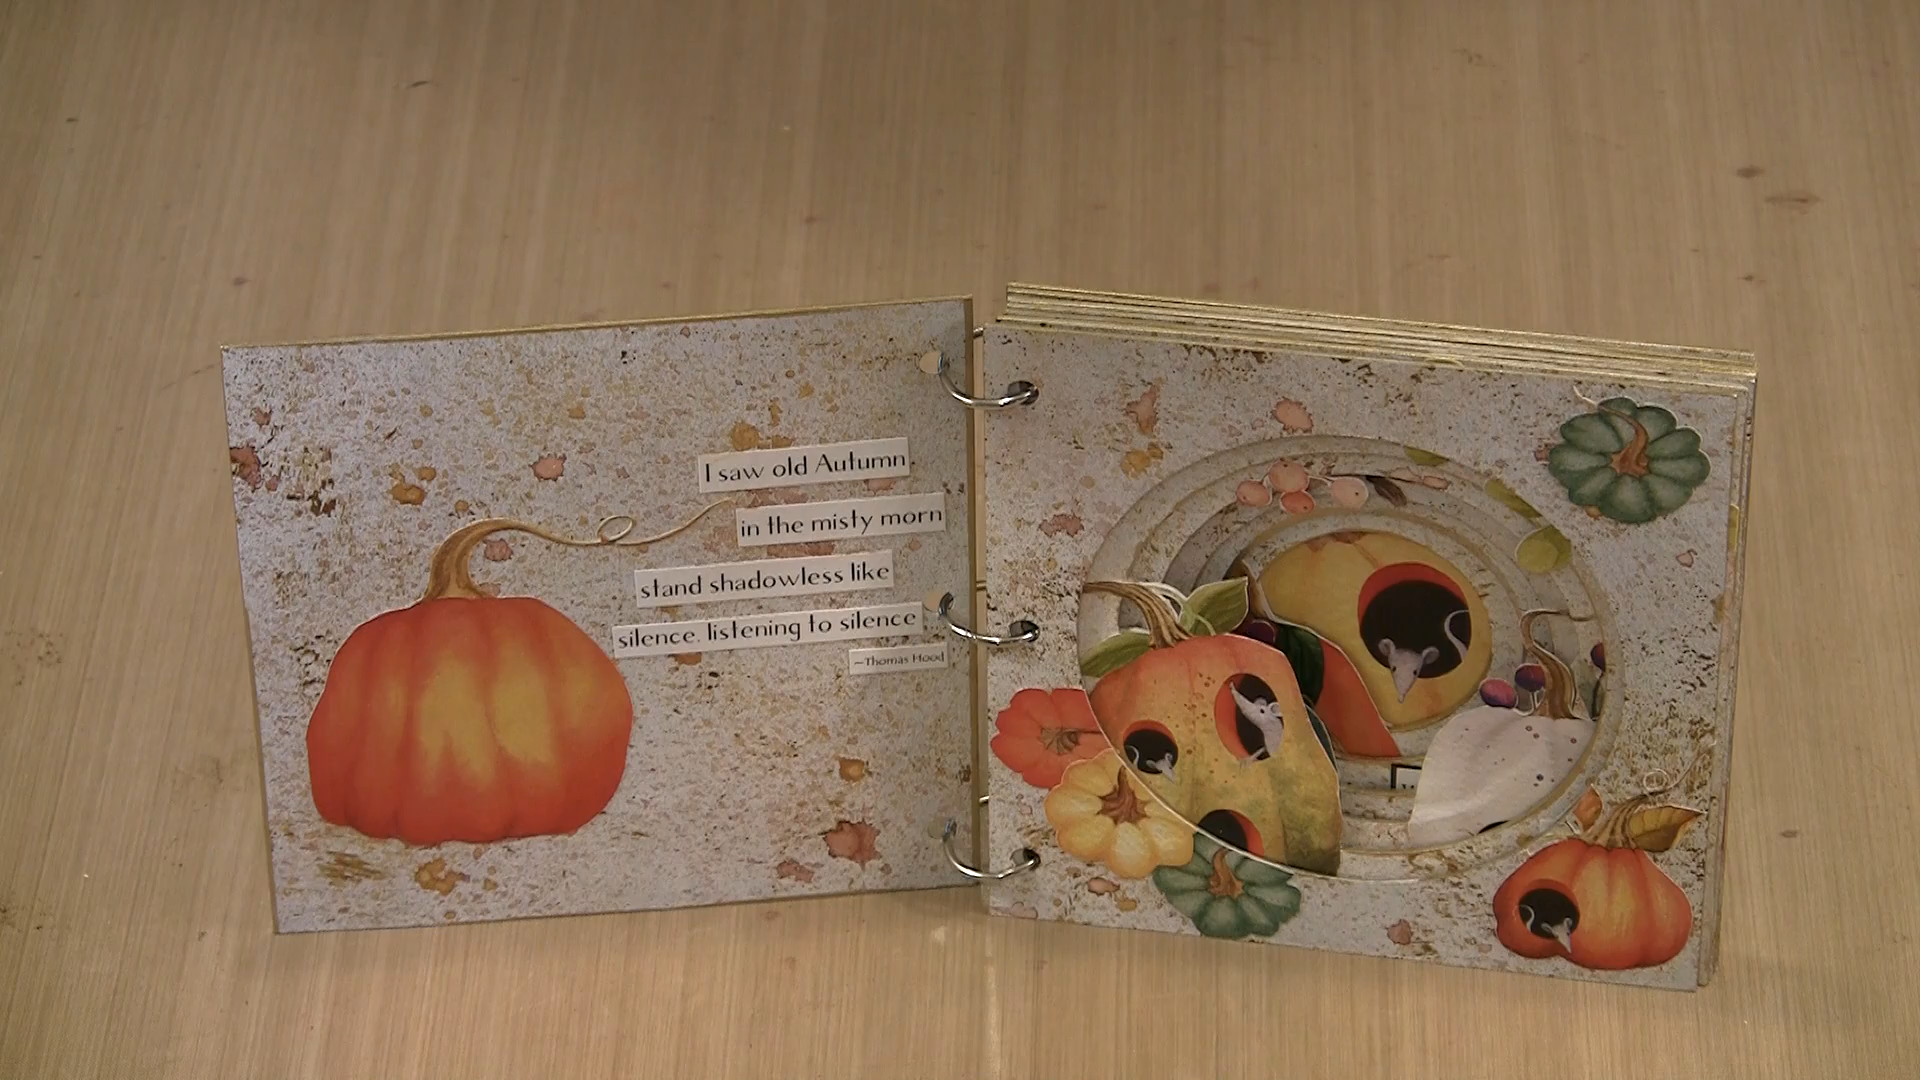 I saw old Autumn
in the misty morn
stand shadowless like
silence. listening to silence
—Thomas Hood